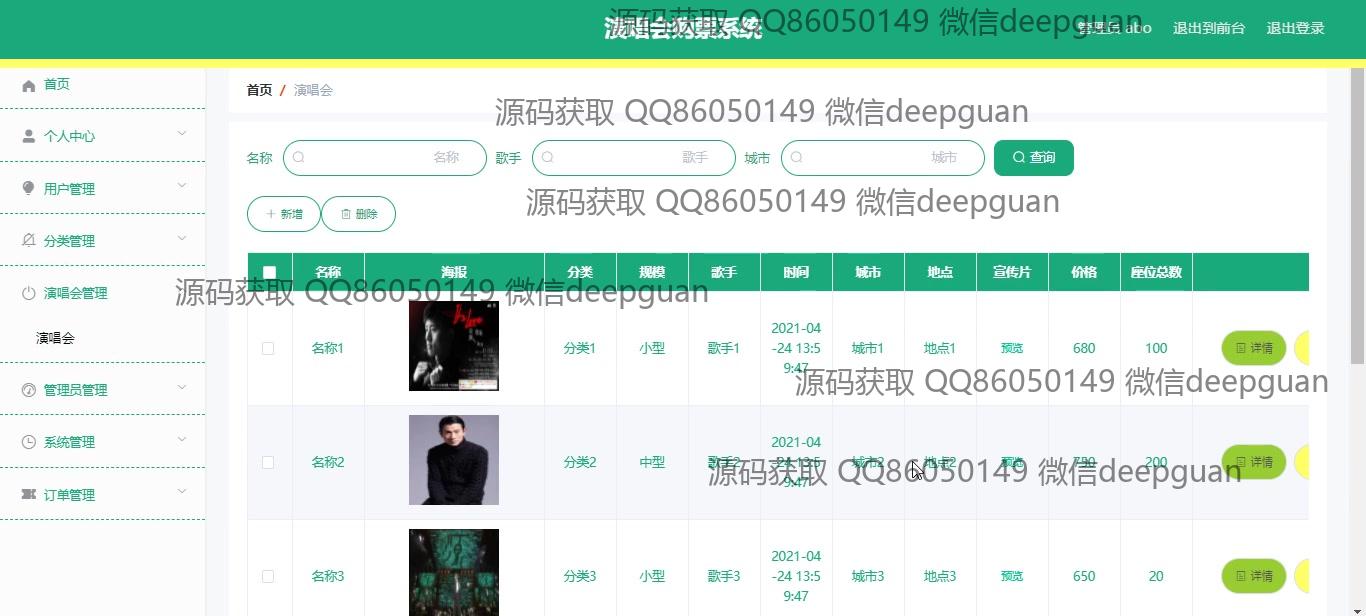 演唱会购票系统
管理员 abo 退出到前台 退出登录
源码获取 QQ86050149 微信deepguan
首页
个人中心
用户管理
分类管理
演唱会管理
演唱会
管理员管理
系统管理
订单管理
首页 / 演唱会
源码获取 QQ86050149 微信deepguan
名称 名称 歌手 歌手 城市 城市 查询
源码获取 QQ86050149 微信deepguan
新增 删除
名称 海报 分类 规模 歌手 时间 城市 地点 宣传片 价格 座位总数
源码获取 QQ86050149 微信deepguan
名称1 分类1 小型 歌手1 2021-04-24 13:59:47 城市1 地点1 预览 680 100 详情
源码获取 QQ86050149 微信deepguan
名称2 分类2 中型 歌手2 2021-04-24 13:59:47 城市2 地点2 预览 750 200 详情
源码获取 QQ86050149 微信deepguan
名称3 分类3 小型 歌手3 2021-04-24 13:59:47 城市3 地点3 预览 650 20 详情